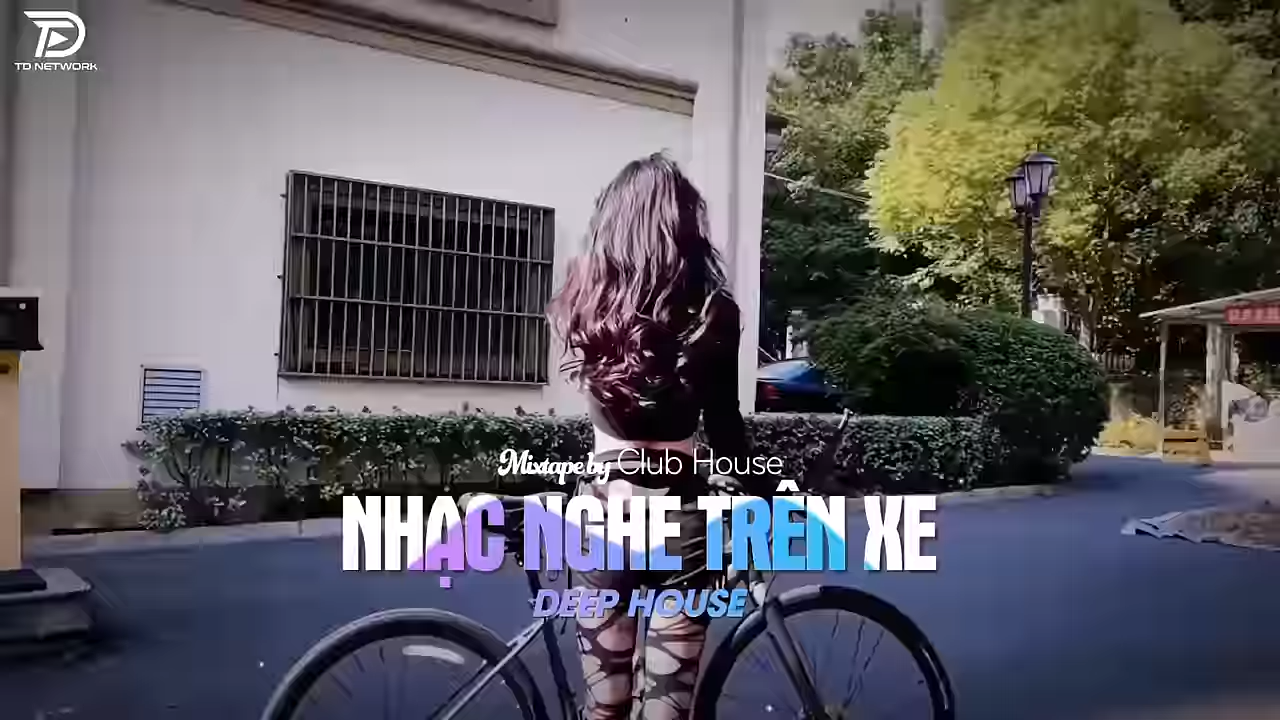 TD NETWORK
Mixtape by Club House
NHẠC NGHE TRÊN XE
DEEP HOUSE